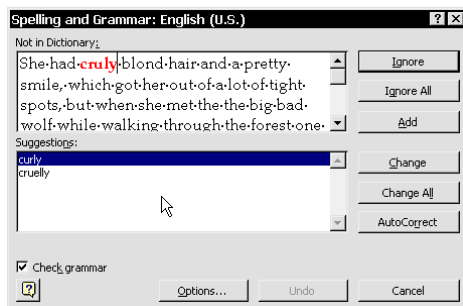 Spelling and Grammar: English (U.S.)
Not in Dictionary:
She·had·cruly·blond·hair·and·a·pretty·
smile,·which·got·her·out·of·a·lot·of·tight·
spots,·but·when·she·met·the·the·big·bad·
wolf·while·walking·through·the·forest·one·
Ignore
Ignore All
Add
Suggestions:
curly
cruelly
Change
Change All
AutoCorrect
Check grammar
Options...
Undo
Cancel